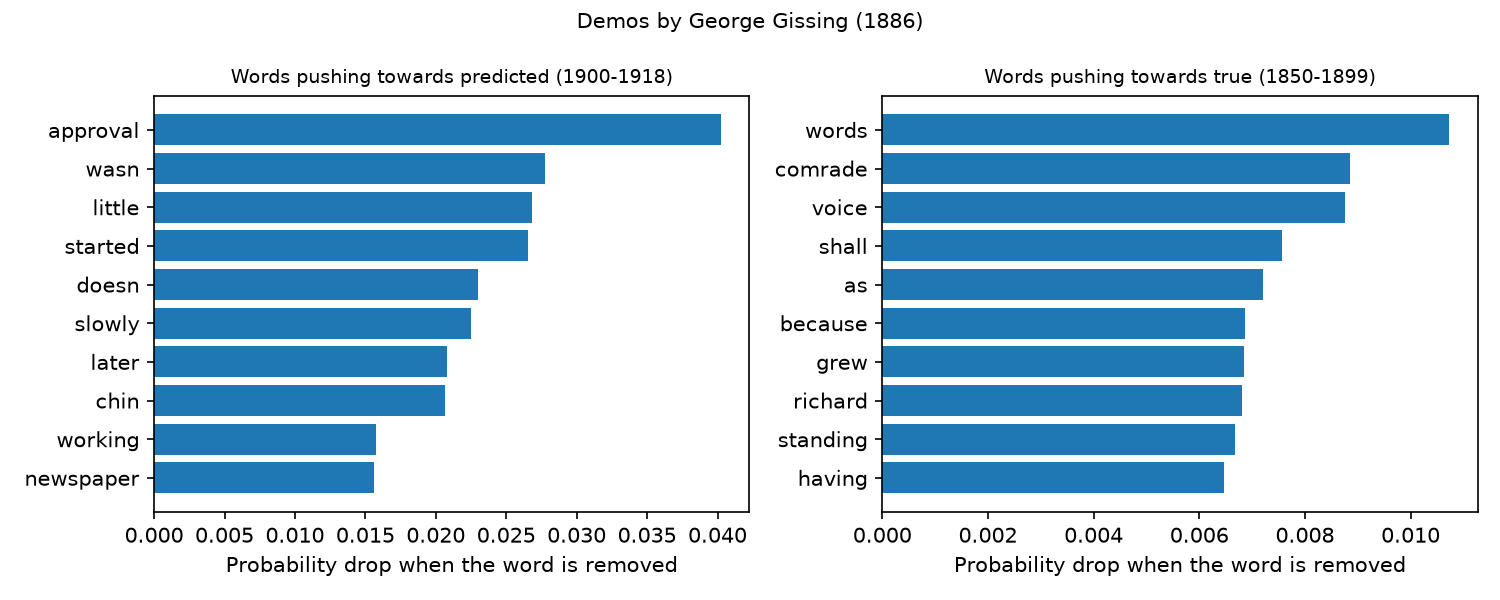 Demos by George Gissing (1886)
Words pushing towards predicted (1900-1918)
approval
wasn
little
started
doesn
slowly
later
chin
working
newspaper
0.000 0.005 0.010 0.015 0.020 0.025 0.030 0.035 0.040
Probability drop when the word is removed
Words pushing towards true (1850-1899)
words
comrade
voice
shall
as
because
grew
richard
standing
having
0.000 0.002 0.004 0.006 0.008 0.010
Probability drop when the word is removed